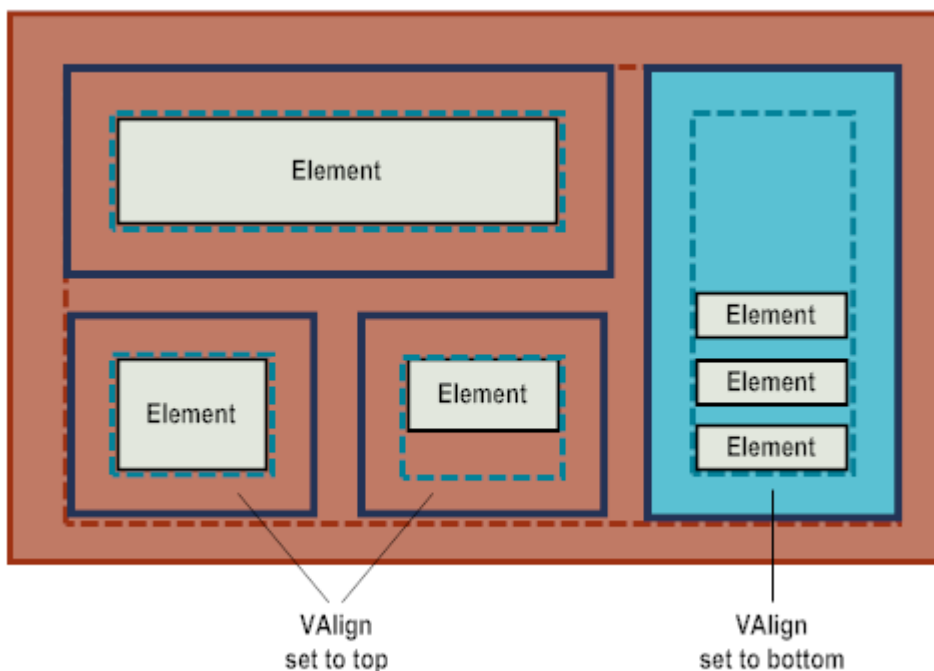 Element
Element
Element
Element
Element
Element
VAlign
set to top
VAlign
set to bottom